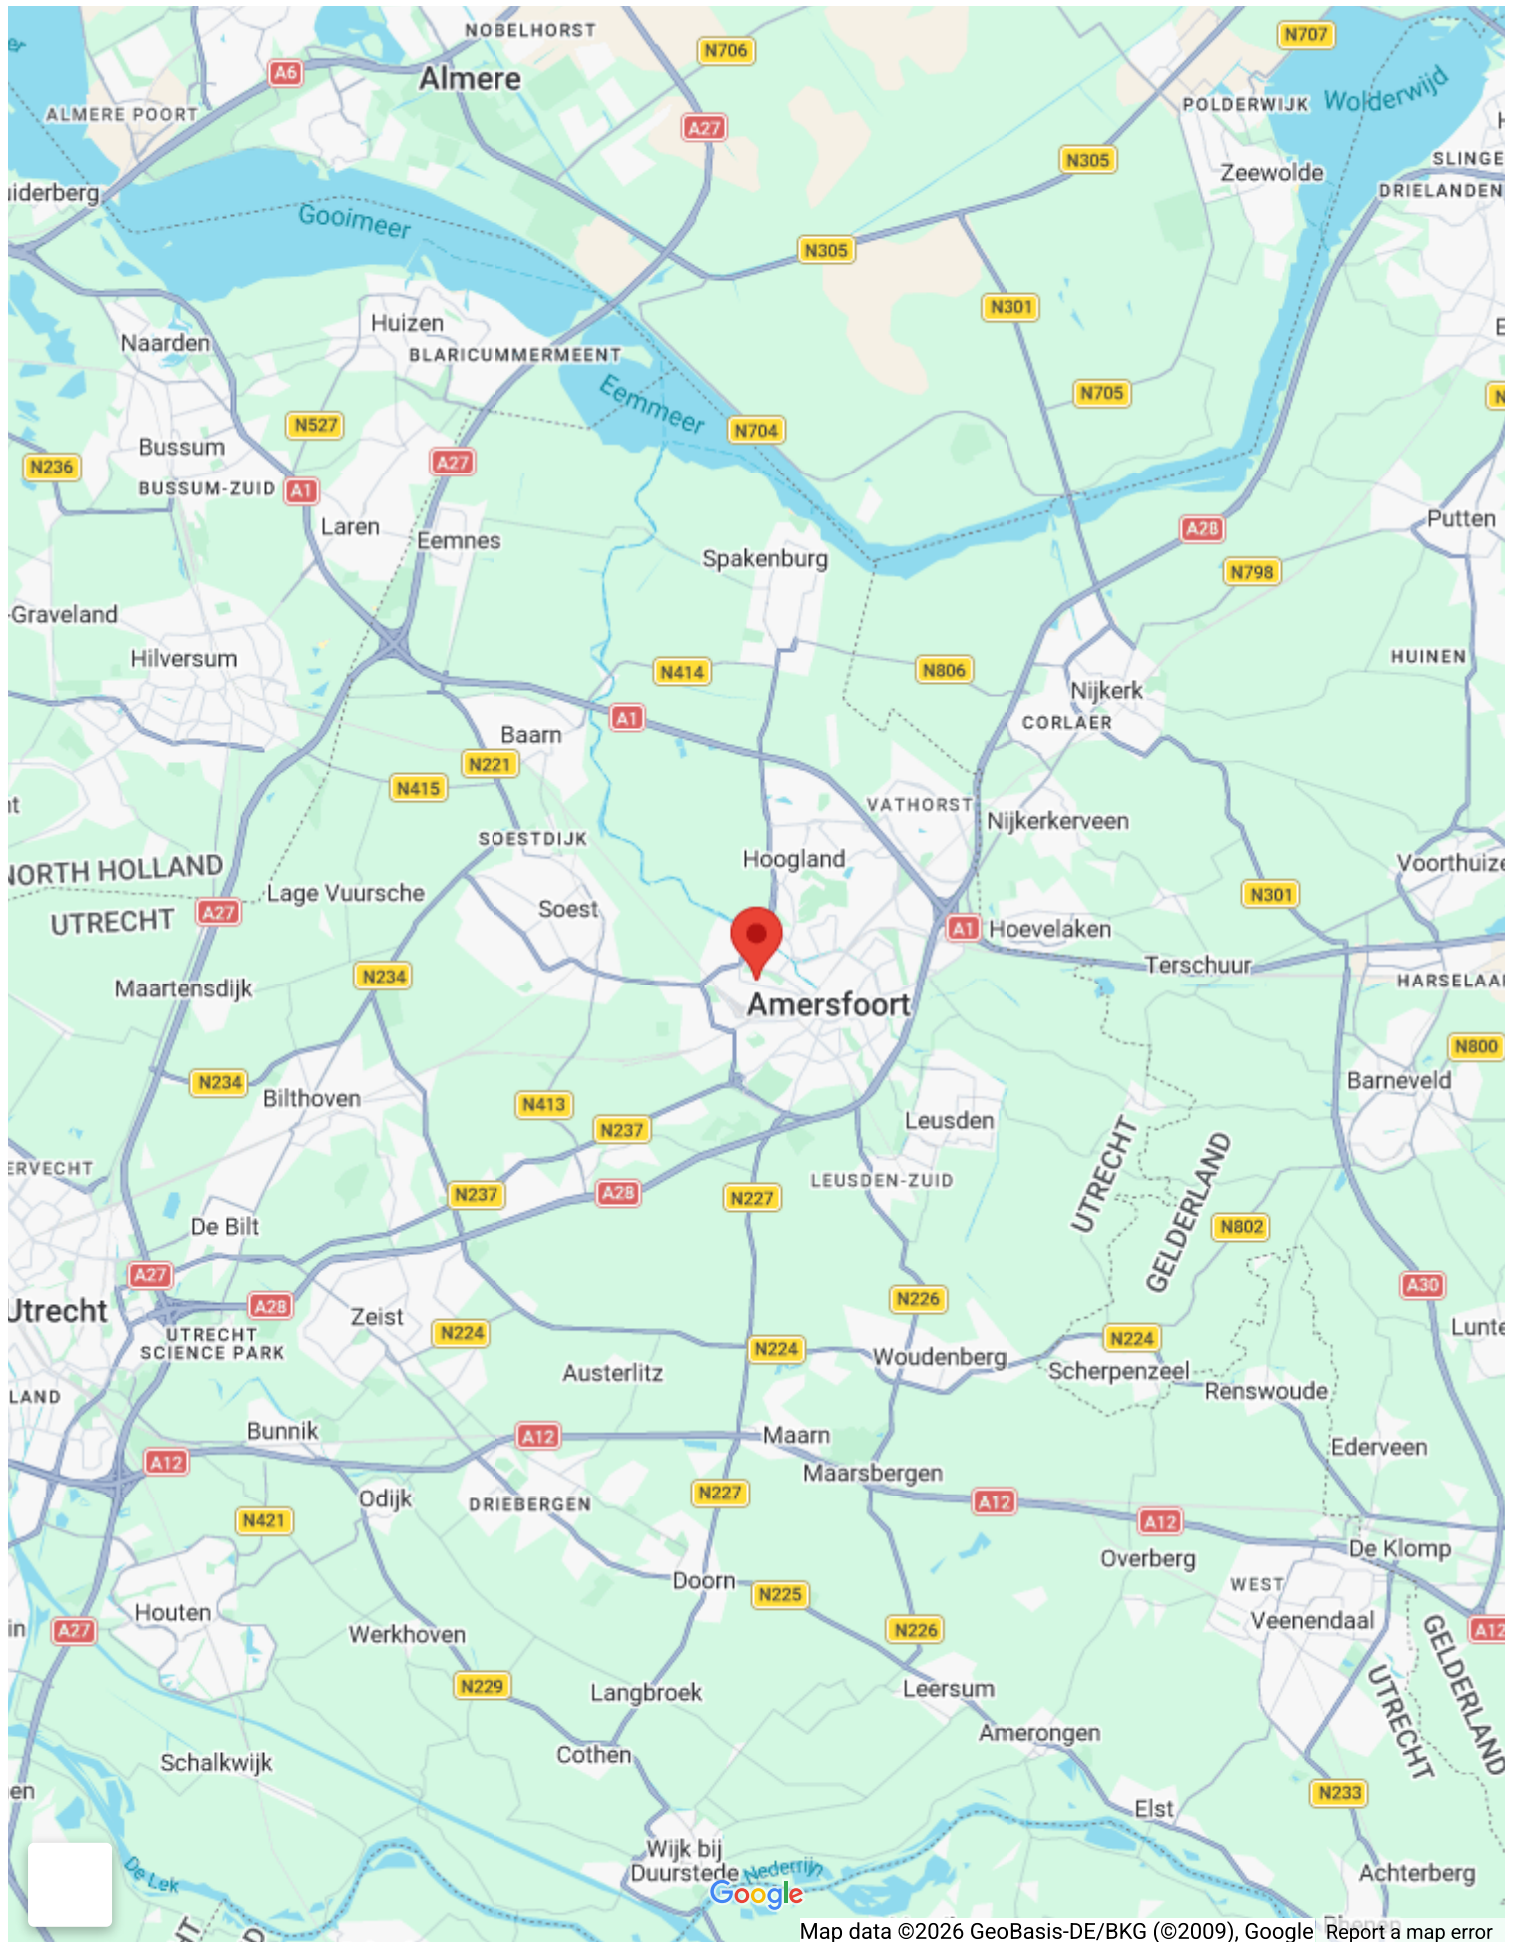 NOBELHORST
N707
N706
A6
Almere
Wolderwijd
POLDERWIJK
ALMERE POORT
A27
N305
SLINGE
Zeewolde
DRIELANDEN
uiderberg
Gooimeer
N305
N301
Huizen
Naarden
BLARICUMMERMEENT
Eemmeer
N705
N527
N704
Bussum
N236
A27
BUSSUM-ZUID
A1
Laren
Eemnes
Putten
A28
Spakenburg
N798
-Graveland
Hilversum
HUINEN
N414
N806
Nijkerk
A1
CORLAER
Baarn
N221
N415
VATHORST
Nijkerkerveen
SOESTDIJK
Hoogland
Voorthuize
NORTH HOLLAND
Lage Vuursche
N301
UTRECHT
A27
Soest
A1
Hoevelaken
Terschuur
N234
HARSELAAR
Maartensdijk
Amersfoort
N800
N234
Barneveld
Bilthoven
N413
Leusden
N237
UTRECHT
GELDERLAND
ERVECHT
LEUSDEN-ZUID
N237
A28
N227
De Bilt
N802
A27
A30
A28
N226
Utrecht
Zeist
N224
UTRECHT
SCIENCE PARK
N224
N224
Lunte
Woudenberg
Scherpenzeel
Austerlitz
Renswoude
LAND
Bunnik
A12
Maarn
Ederveen
A12
Maarsbergen
Odijk
DRIEBERGEN
N227
A12
N421
A12
De Klomp
Overberg
Doorn
WEST
N225
Houten
Veenendaal
A27
Werkhoven
N226
A12
GELDERLAND
UTRECHT
N229
Langbroek
Leersum
Amerongen
Cothen
Schalkwijk
N233
Elst
Wijk bij
Duurstede
Nederrijn
De Lek
Achterberg
Google
Rhenen
Map data ©2026 GeoBasis-DE/BKG (©2009), Google
Report a map error